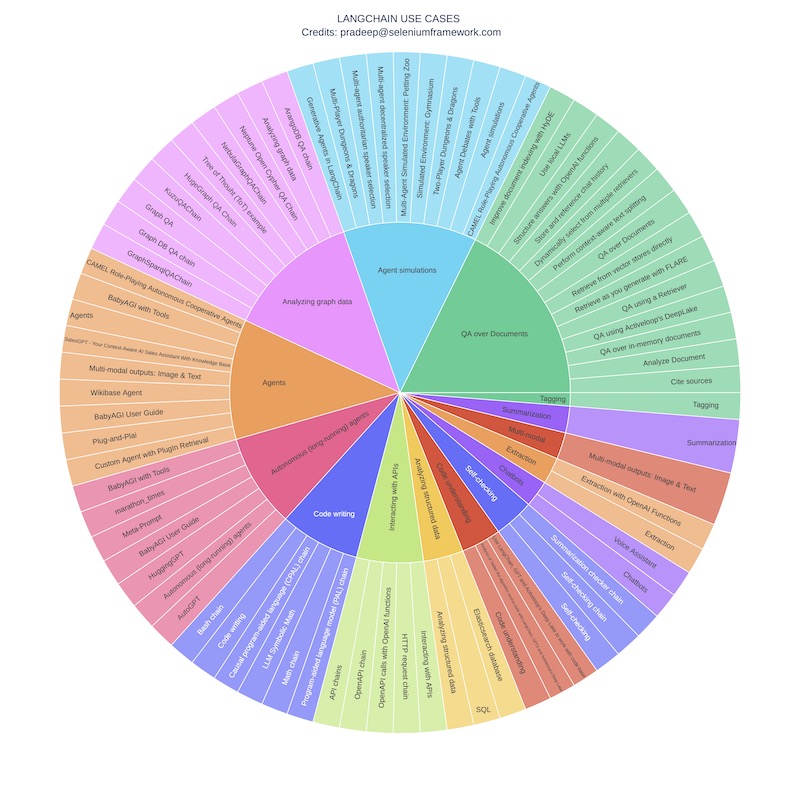 LANGCHAIN USE CASES
Credits: pradeep@seleniumframework.com
Agent simulations
Generative Agents in LangChain
Multi-Player Dungeons & Dragons
Multi-agent authoritarian speaker selection
Multi-agent decentralized speaker selection
Multi-Agent Simulated Environment: Petting Zoo
Simulated Environment: Gymnasium
Two-Player Dungeons & Dragons
Agent Debates with Tools
Agent simulations
CAMEL Role-Playing Autonomous Cooperative Agents
QA over Documents
Improve document indexing with HyDE
Use local LLMs
Structure answers with OpenAI functions
Store and reference chat history
Dynamically select from multiple retrievers
Perform context-aware text splitting
QA over Documents
Retrieve from vector stores directly
Retrieve as you generate with FLARE
QA using a Retriever
QA using Activeloop's DeepLake
QA over in-memory documents
Analyze Document
Cite sources
Tagging
Tagging
Summarization
Summarization
Multi-modal
Multi-modal outputs: Image & Text
Extraction
Extraction with OpenAI Functions
Extraction
Chatbots
Voice Assistant
Chatbots
Self-checking
Summarization checker chain
Self-checking chain
Self-checking
Code understanding
Code understanding
Analyzing structured data
Elasticsearch database
SQL
Analyzing structured data
Interacting with APIs
Interacting with APIs
HTTP request chain
OpenAPI calls with OpenAI functions
OpenAPI chain
API chains
Code writing
Program-aided language model (PAL) chain
Math chain
LLM Symbolic Math
Causal program-aided language (CPAL) chain
Code writing
Bash chain
Autonomous (long-running) agents
AutoGPT
Autonomous (long-running) agents
HuggingGPT
BabyAGI User Guide
Meta-Prompt
marathon_times
BabyAGI with Tools
Agents
Custom Agent with PlugIn Retrieval
Plug-and-Plai
BabyAGI User Guide
Wikibase Agent
Multi-modal outputs: Image & Text
SalesGPT - Your Context-Aware AI Sales Assistant With Knowledge Base
Agents
BabyAGI with Tools
CAMEL Role-Playing Autonomous Cooperative Agents
Analyzing graph data
GraphSparqlQAChain
Graph DB QA chain
Graph QA
KuruQAChain
HugeGraph QA Chain
Tree of Thought (ToT) example
NebulaGraphQAChain
Neptune Open Cypher QA Chain
Analyzing graph data
ArangoDB QA chain